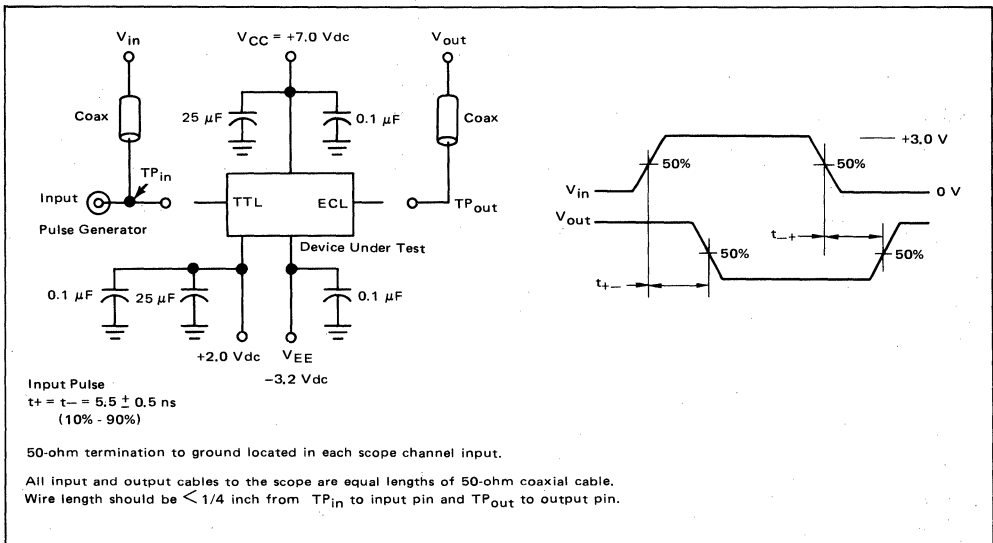 Vin
VCC = +7.0 Vdc
Vout
Coax
25 µF
0.1 µF
Coax
TPin
Input
Pulse Generator
TTL
ECL
TPout
Device Under Test
0.1 µF
25 µF
0.1 µF
+2.0 Vdc
VEE
-3.2 Vdc
+3.0 V
50%
50%
Vin
0 V
Vout
t-+
50%
50%
t+-
Input Pulse
t+ = t- = 5.5 ± 0.5 ns
(10% - 90%)
50-ohm termination to ground located in each scope channel input.
All input and output cables to the scope are equal lengths of 50-ohm coaxial cable.
Wire length should be < 1/4 inch from TPin to input pin and TPout to output pin.